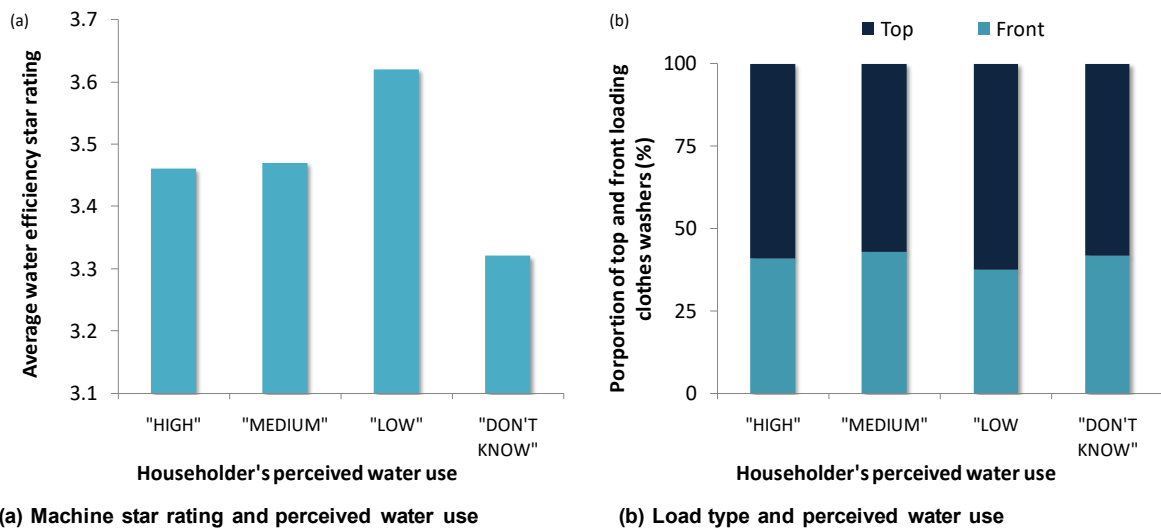 (a)
Average water efficiency star rating
3.7
3.6
3.5
3.4
3.3
3.2
3.1
"HIGH"
"MEDIUM"
"LOW"
"DON'T
KNOW"
Householder's perceived water use
(b)
Top
Front
Porportion of top and front loading
clothes washers (%)
100
75
50
25
0
"HIGH"
"MEDIUM"
"LOW
"DON'T
KNOW"
Householder's perceived water use
(a) Machine star rating and perceived water use
(b) Load type and perceived water use